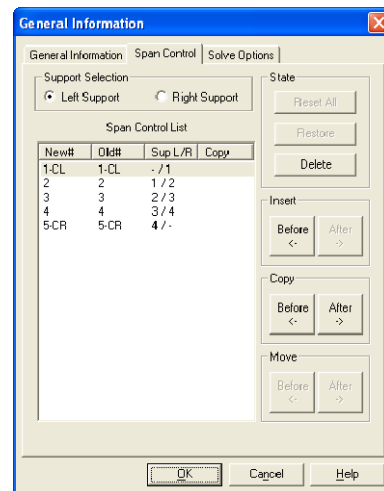 General Information
General Information Span Control Solve Options
Support Selection
Left Support Right Support
Span Control List
New# Old# Sup L/R Copy
1-CL 1-CL - / 1
2 2 1 / 2
3 3 2 / 3
4 4 3 / 4
5-CR 5-CR 4 / -
State
Reset All
Restore
Delete
Insert
Before After
<- ->
Copy
Before After
<- ->
Move
Before After
<- ->
OK Cancel Help